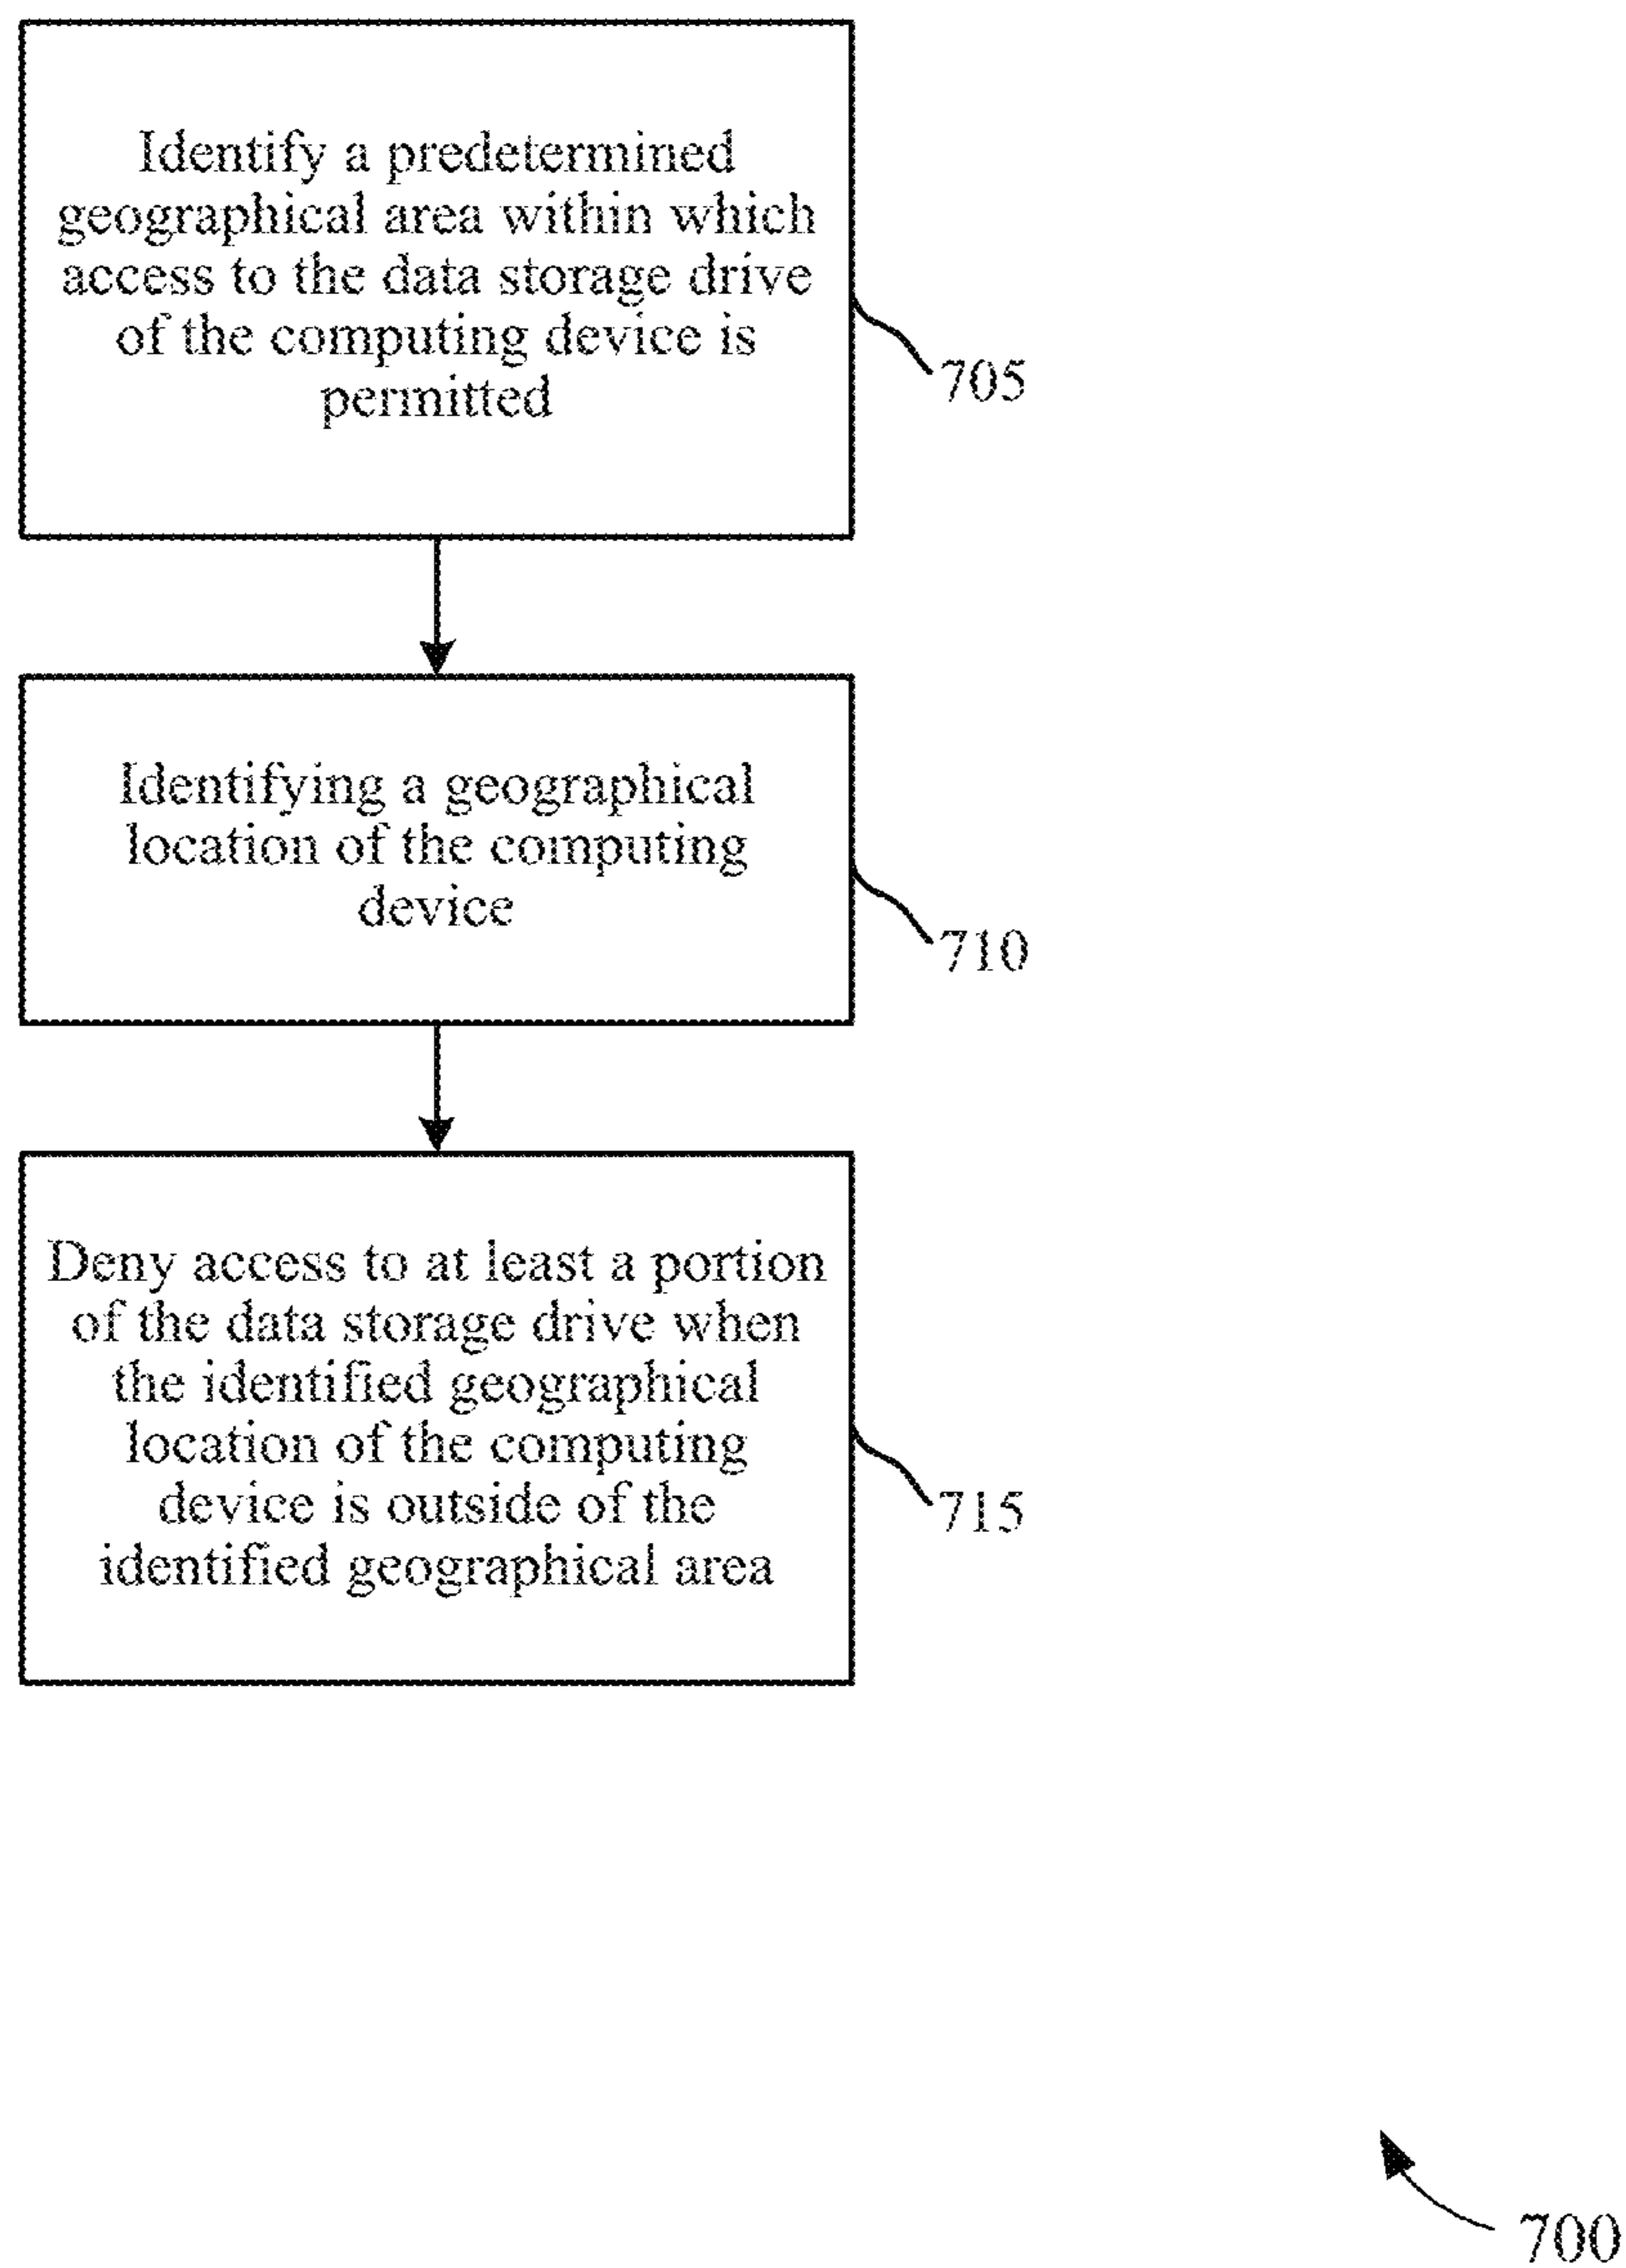 Identify a predetermined
geographical area within which
access to the data storage drive
of the computing device is
permitted
705
Identifying a geographical
location of the computing
device
710
Deny access to at least a portion
of the data storage drive when
the identified geographical
location of the computing
device is outside of the
identified geographical area
715
700